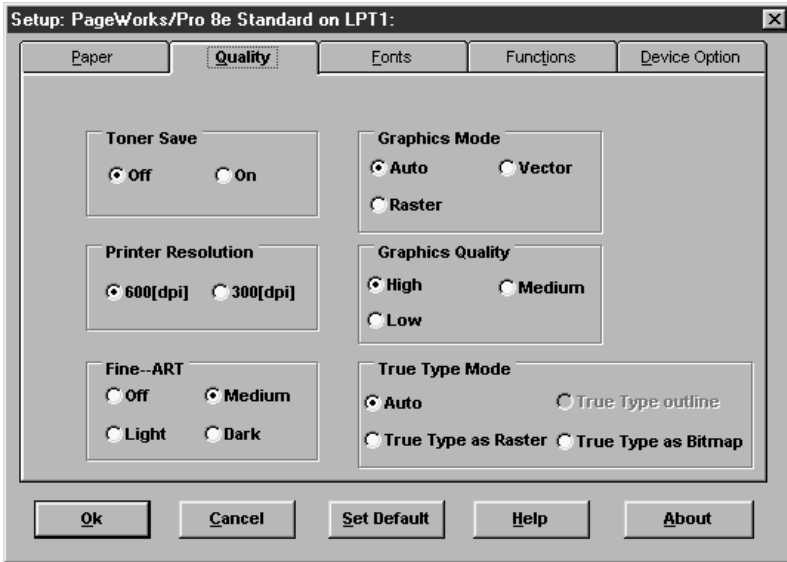 Setup: PageWorks/Pro 8e Standard on LPT1:
Paper Quality Fonts Functions Device Option
Toner Save
Off On
Graphics Mode
Auto Vector
Raster
Printer Resolution
600[dpi] 300[dpi]
Graphics Quality
High Medium
Low
Fine--ART
Off Medium
Light Dark
True Type Mode
Auto True Type outline
True Type as Raster True Type as Bitmap
Ok Cancel Set Default Help About